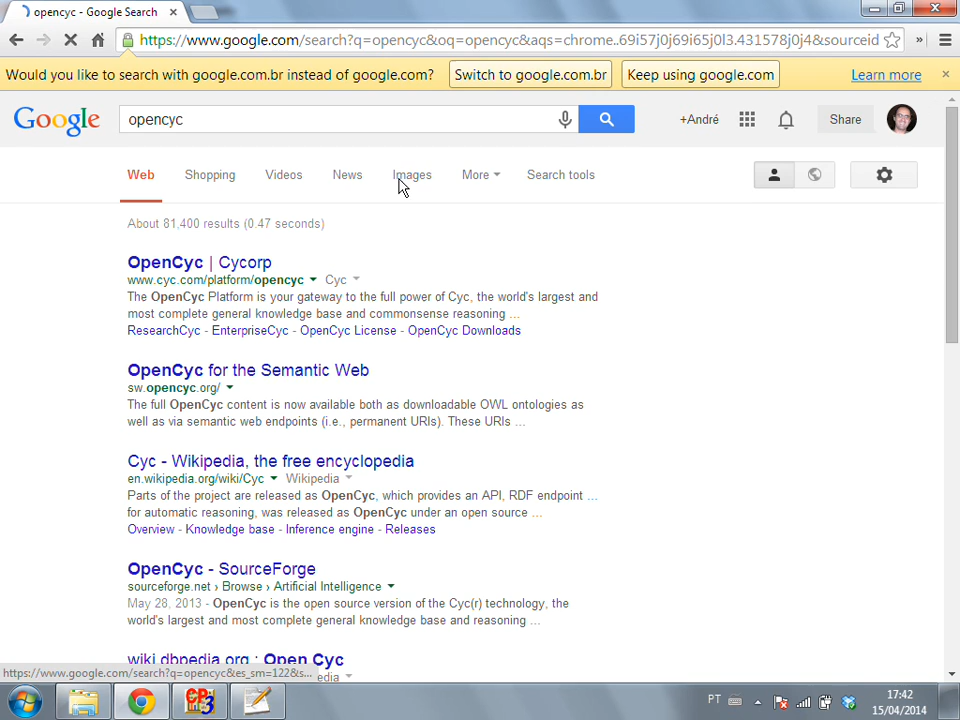 opencyc - Google Search
https://www.google.com/search?q=opencyc&oq=opencyc&aqs=chrome..69i57j0j69i65j0l3.431578j0j4&sourceid
Would you like to search with google.com.br instead of google.com? Switch to google.com.br Keep using google.com Learn more
Google opencyc +André Share
Web Shopping Videos News Images More Search tools
About 81,400 results (0.47 seconds)
OpenCyc | Cycorp
www.cyc.com/platform/opencyc Cyc
The OpenCyc Platform is your gateway to the full power of Cyc, the world's largest and
most complete general knowledge base and commonsense reasoning ...
ResearchCyc - EnterpriseCyc - OpenCyc License - OpenCyc Downloads
OpenCyc for the Semantic Web
sw.opencyc.org/
The full OpenCyc content is now available both as downloadable OWL ontologies as
well as via semantic web endpoints (i.e., permanent URIs). These URIs ...
Cyc - Wikipedia, the free encyclopedia
en.wikipedia.org/wiki/Cyc Wikipedia
Parts of the project are released as OpenCyc, which provides an API, RDF endpoint ...
for automatic reasoning, was released as OpenCyc under an open source ...
Overview - Knowledge base - Inference engine - Releases
OpenCyc - SourceForge
sourceforge.net › Browse › Artificial Intelligence
May 28, 2013 - OpenCyc is the open source version of the Cyc(r) technology, the
world's largest and most complete general knowledge base and reasoning ...
wiki.dbpedia.org : Open Cyc
https://www.google.com/search?q=opencyc&es_sm=122&s...
PT 17:42
15/04/2014